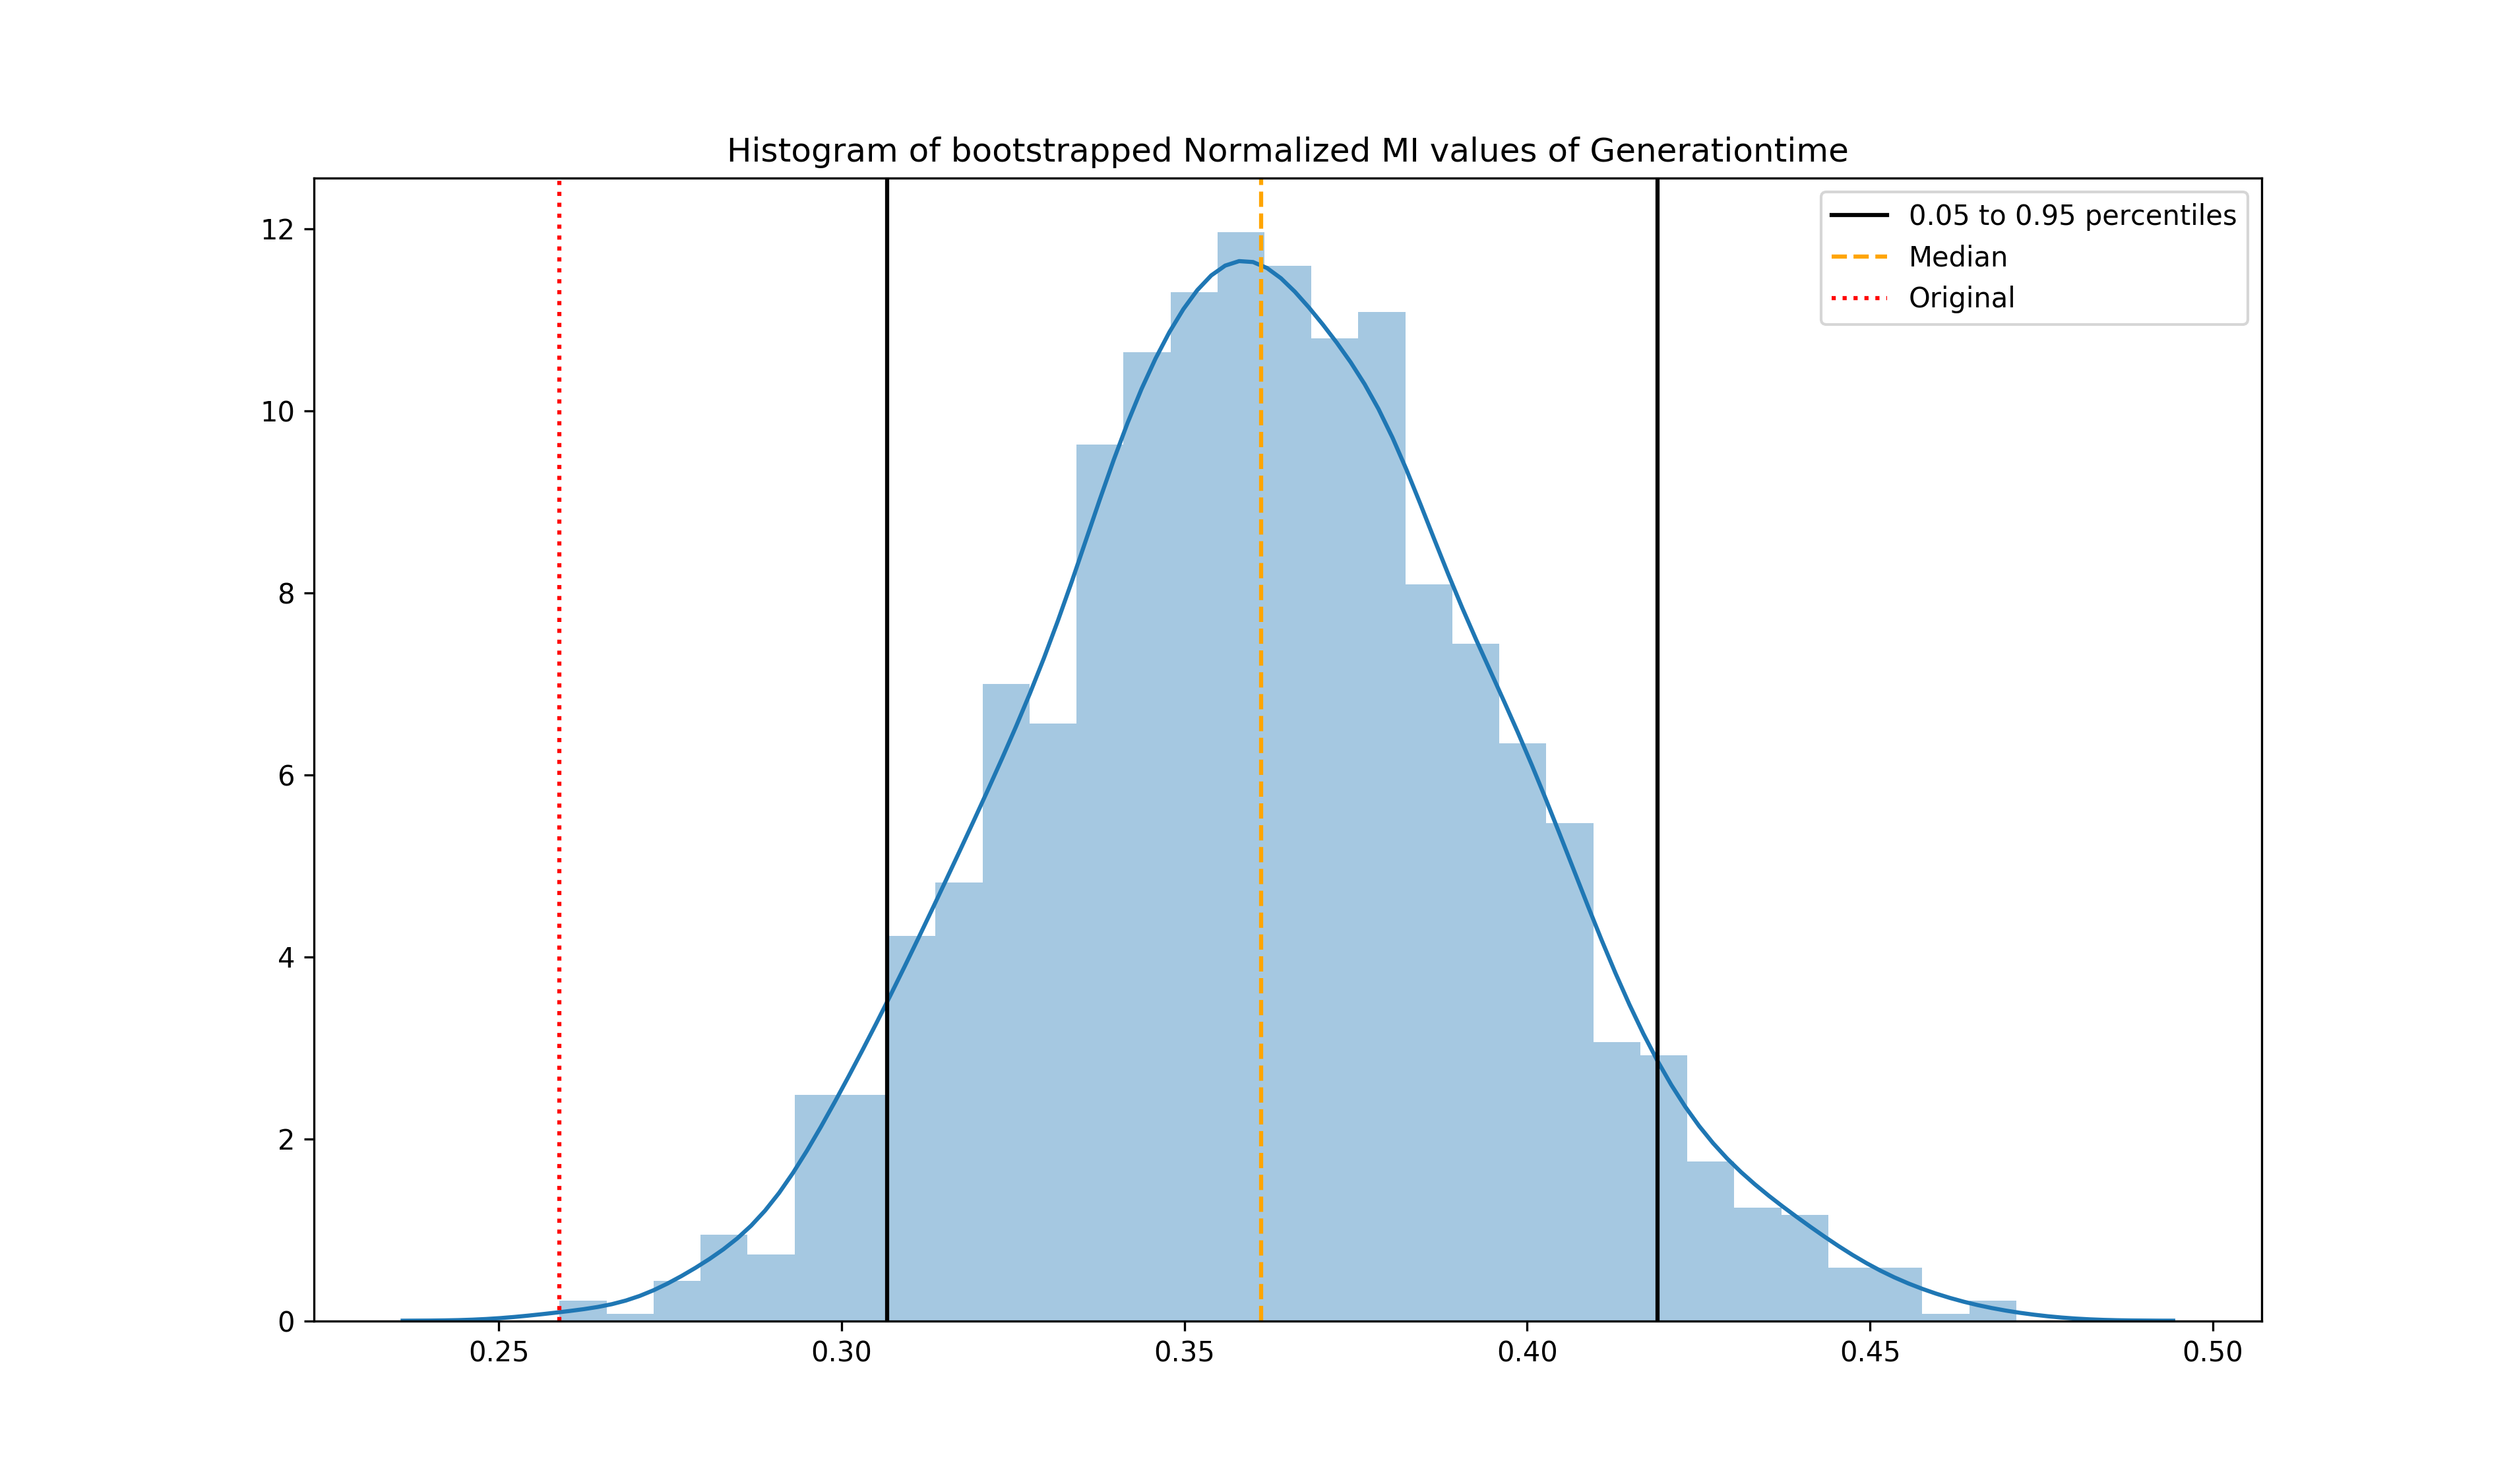 Histogram of bootstrapped Normalized MI values of Generationtime
0.05 to 0.95 percentiles
Median
Original
12
10
8
6
4
2
0
0.25 0.30 0.35 0.40 0.45 0.50